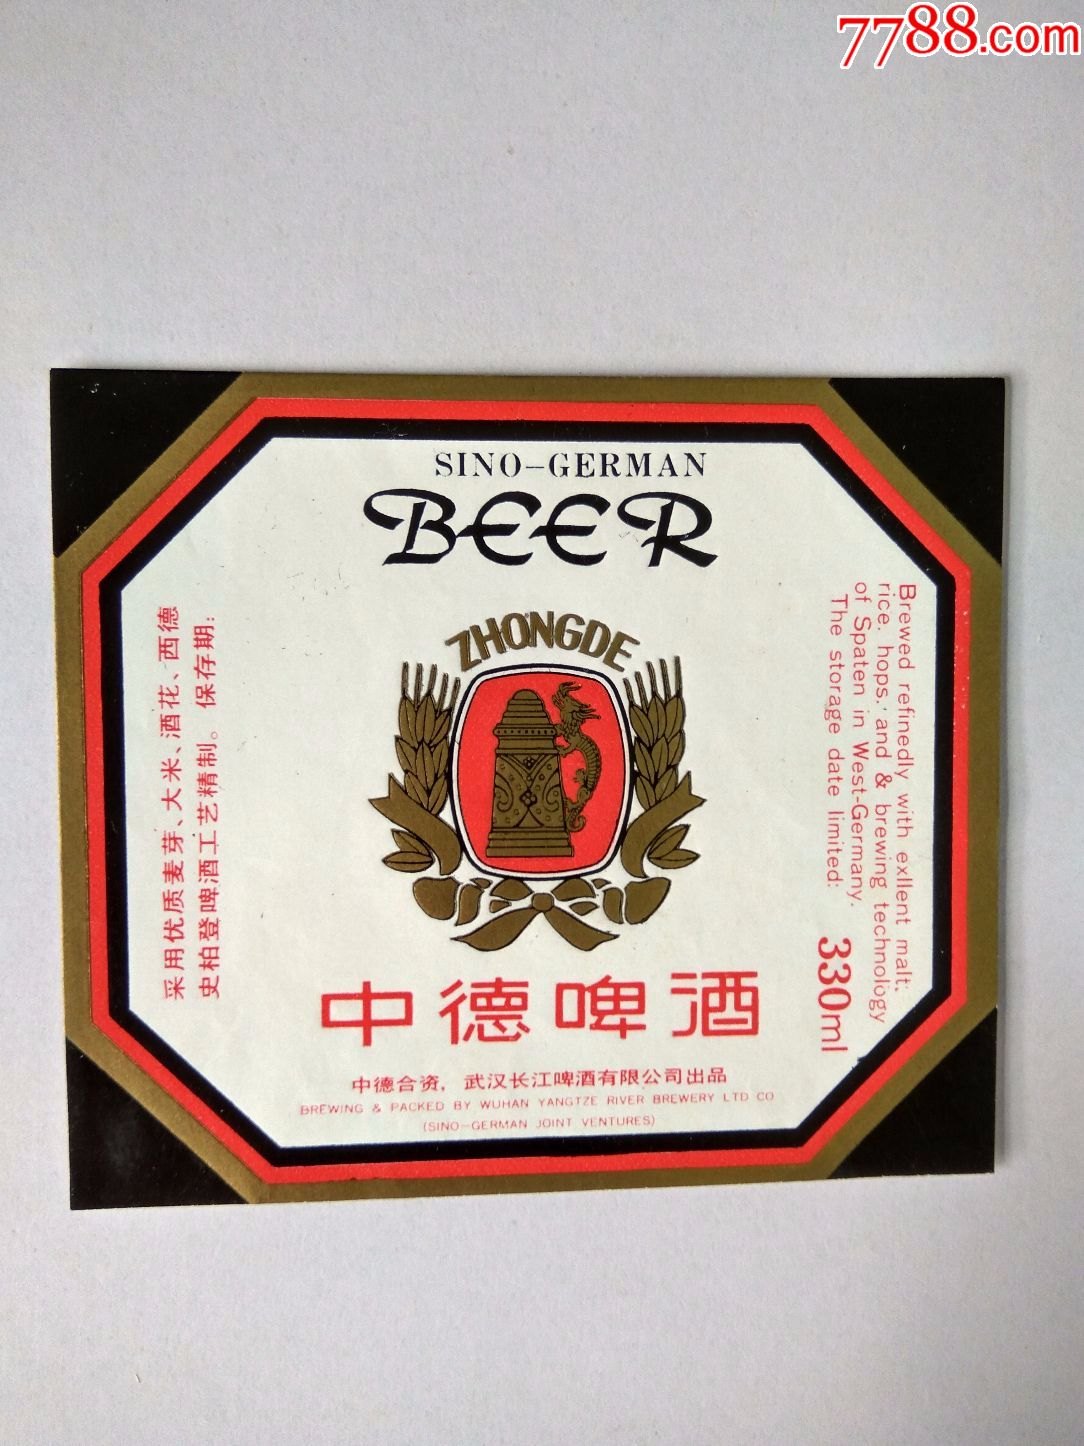 7788.com
SINO-GERMAN
BEER
ZHONGDE
中德啤酒
中德合资，武汉长江啤酒有限公司出品
BREWING & PACKED BY WUHAN YANGTZE RIVER BREWERY LTD CO
(SINO-GERMAN JOINT VENTURES)
采用优质麦芽、大米、酒花、西德
史柏登啤酒工艺精制。保存期：
Brewed refinedly with exllent malt;
rice, hops, and & brewing technology
of Spaten in West-Germany.
The storage date limited:
330ml